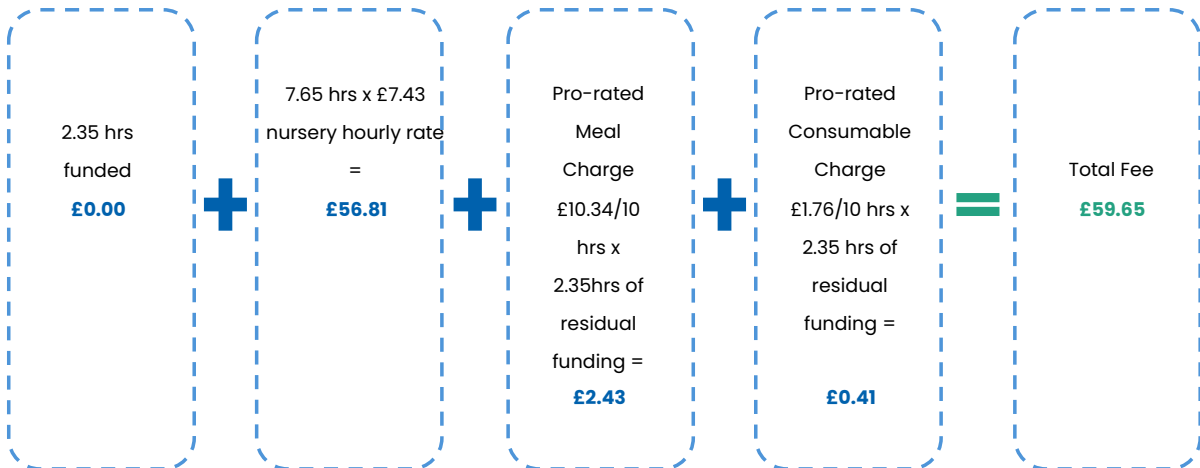 2.35 hrs
funded
£0.00
7.65 hrs x £7.43
nursery hourly rate
=
£56.81
Pro-rated
Meal
Charge
£10.34/10
hrs x
2.35hrs of
residual
funding =
£2.43
Pro-rated
Consumable
Charge
£1.76/10 hrs x
2.35 hrs of
residual
funding =
£0.41
Total Fee
£59.65